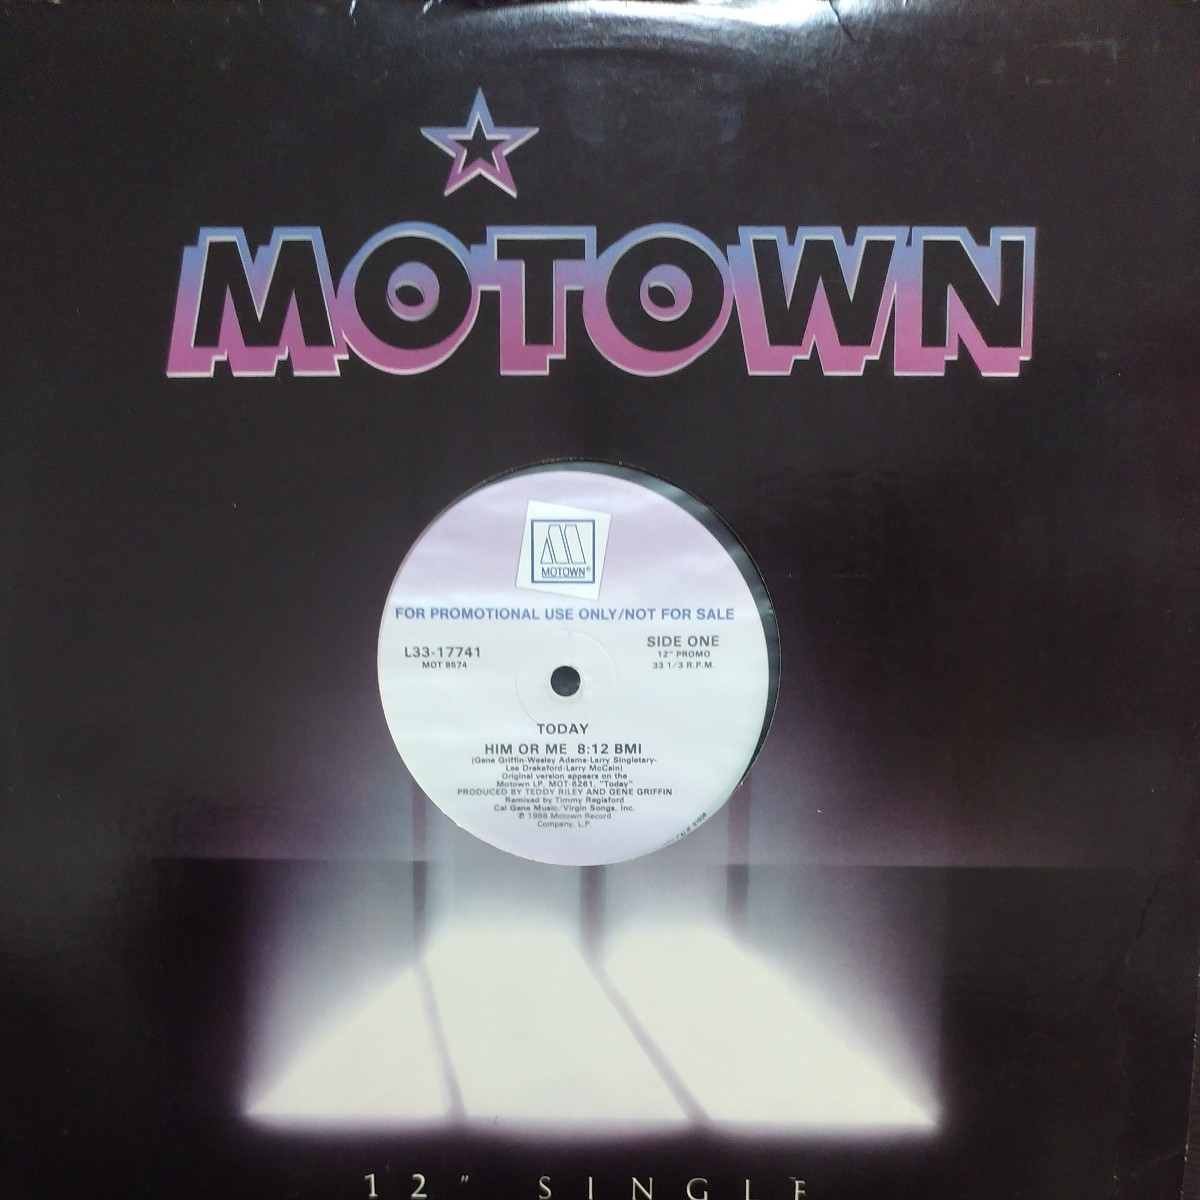 MOTOWN
MOTOWN®
FOR PROMOTIONAL USE ONLY/NOT FOR SALE
L33-17741
MOT 8574
SIDE ONE
12" PROMO
33 1/3 R.P.M.
TODAY
HIM OR ME 8:12 BMI
(Gene Griffin-Wesley Adams-Larry Singletary-
Lee Drakeford-Larry McCain)
Original version appears on the
Motown LP, MOT-6261, "Today"
PRODUCED BY TEDDY RILEY AND GENE GRIFFIN
Remixed by Timmy Regisford
Cal Gene Music/Virgin Songs, Inc.
℗ 1988 Motown Record
Company, L.P.
12" SINGLE